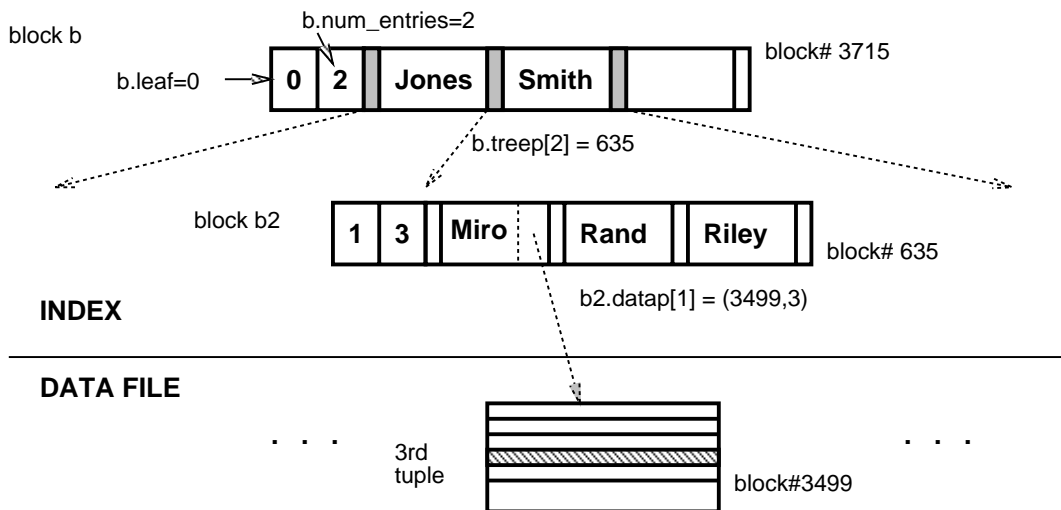 b.num_entries=2
block b
block# 3715
b.leaf=0
0 2 Jones Smith
b.treep[2] = 635
block b2
1 3 Miro Rand Riley
block# 635
b2.datap[1] = (3499,3)
INDEX
DATA FILE
. . .
. . .
3rd
tuple
block#3499